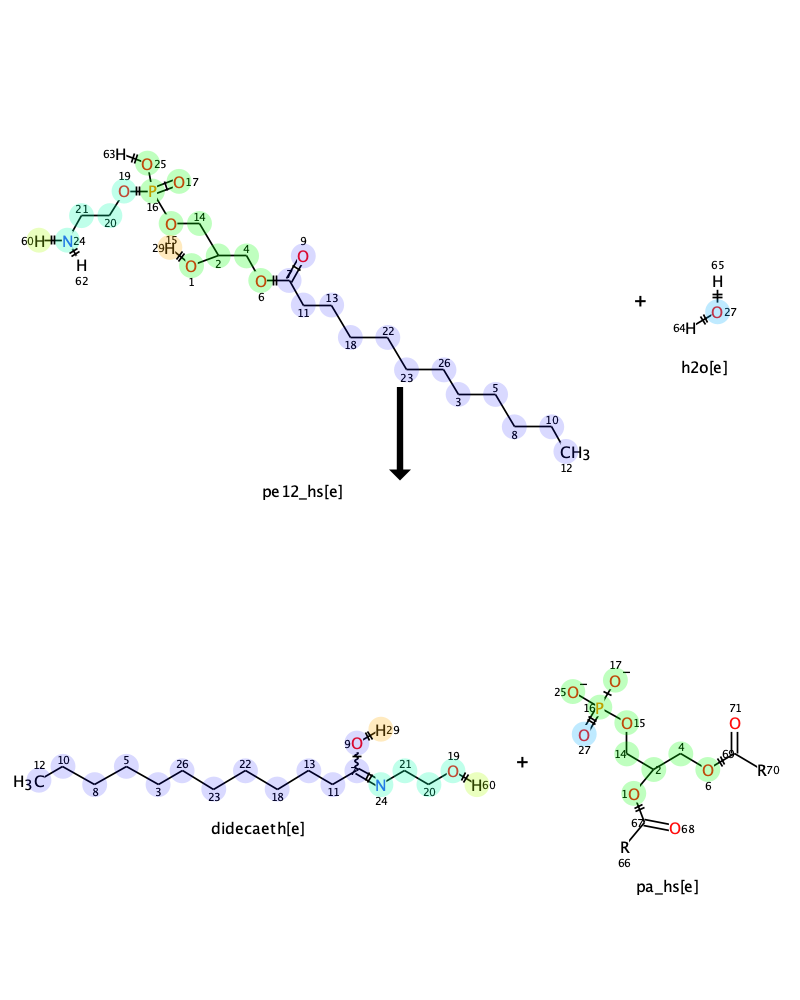 63H
O25
19
O
P
O17
16
21
20
O
15
14
60H
N24
H
62
29H
O
1
2
4
O
6
7
9
O
11
13
18
22
23
26
3
5
8
10
CH3
12
+
65
H
64H
O27
h2o[e]
pe12_hs[e]
12
H3C
10
8
5
3
26
23
22
18
13
11
9O
H29
N
24
21
20
19
O
H60
didecaeth[e]
+
17
O−
25O−
16P
O
27
O15
14
2
4
O
6
69
71
O
R70
1O
67
O68
R
66
pa_hs[e]